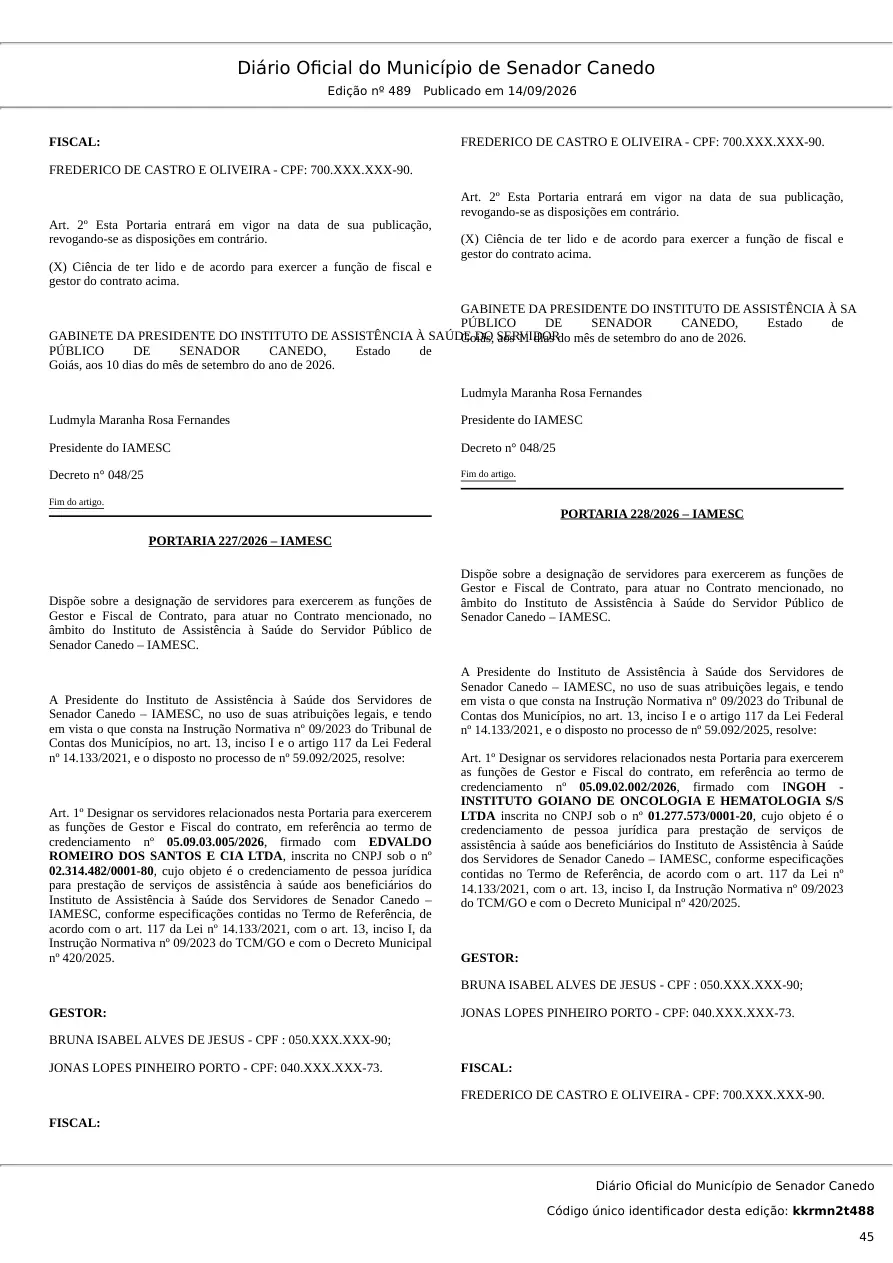 Diário Oficial do Município de Senador Canedo
Edição nº 489   Publicado em 14/09/2026
FISCAL:
FREDERICO DE CASTRO E OLIVEIRA - CPF: 700.XXX.XXX-90.
Art. 2º Esta Portaria entrará em vigor na data de sua publicação,
revogando-se as disposições em contrário.
(X) Ciência de ter lido e de acordo para exercer a função de fiscal e
gestor do contrato acima.
GABINETE DA PRESIDENTE DO INSTITUTO DE ASSISTÊNCIA À SAÚDE DO SERVIDOR
PÚBLICO DE SENADOR CANEDO, Estado de
Goiás, aos 10 dias do mês de setembro do ano de 2026.
Ludmyla Maranha Rosa Fernandes
Presidente do IAMESC
Decreto n° 048/25
Fim do artigo.
PORTARIA 227/2026 – IAMESC
Dispõe sobre a designação de servidores para exercerem as funções de
Gestor e Fiscal de Contrato, para atuar no Contrato mencionado, no
âmbito do Instituto de Assistência à Saúde do Servidor Público de
Senador Canedo – IAMESC.
A Presidente do Instituto de Assistência à Saúde dos Servidores de
Senador Canedo – IAMESC, no uso de suas atribuições legais, e tendo
em vista o que consta na Instrução Normativa nº 09/2023 do Tribunal de
Contas dos Municípios, no art. 13, inciso I e o artigo 117 da Lei Federal
nº 14.133/2021, e o disposto no processo de nº 59.092/2025, resolve:
Art. 1º Designar os servidores relacionados nesta Portaria para exercerem
as funções de Gestor e Fiscal do contrato, em referência ao termo de
credenciamento nº 05.09.03.005/2026, firmado com EDVALDO
ROMEIRO DOS SANTOS E CIA LTDA, inscrita no CNPJ sob o nº
02.314.482/0001-80, cujo objeto é o credenciamento de pessoa jurídica
para prestação de serviços de assistência à saúde aos beneficiários do
Instituto de Assistência à Saúde dos Servidores de Senador Canedo –
IAMESC, conforme especificações contidas no Termo de Referência, de
acordo com o art. 117 da Lei nº 14.133/2021, com o art. 13, inciso I, da
Instrução Normativa nº 09/2023 do TCM/GO e com o Decreto Municipal
nº 420/2025.
GESTOR:
BRUNA ISABEL ALVES DE JESUS - CPF : 050.XXX.XXX-90;
JONAS LOPES PINHEIRO PORTO - CPF: 040.XXX.XXX-73.
FISCAL:
FREDERICO DE CASTRO E OLIVEIRA - CPF: 700.XXX.XXX-90.
Art. 2º Esta Portaria entrará em vigor na data de sua publicação,
revogando-se as disposições em contrário.
(X) Ciência de ter lido e de acordo para exercer a função de fiscal e
gestor do contrato acima.
GABINETE DA PRESIDENTE DO INSTITUTO DE ASSISTÊNCIA À SA
PÚBLICO DE SENADOR CANEDO, Estado de
Goiás, aos 11 dias do mês de setembro do ano de 2026.
Ludmyla Maranha Rosa Fernandes
Presidente do IAMESC
Decreto n° 048/25
Fim do artigo.
PORTARIA 228/2026 – IAMESC
Dispõe sobre a designação de servidores para exercerem as funções de
Gestor e Fiscal de Contrato, para atuar no Contrato mencionado, no
âmbito do Instituto de Assistência à Saúde do Servidor Público de
Senador Canedo – IAMESC.
A Presidente do Instituto de Assistência à Saúde dos Servidores de
Senador Canedo – IAMESC, no uso de suas atribuições legais, e tendo
em vista o que consta na Instrução Normativa nº 09/2023 do Tribunal de
Contas dos Municípios, no art. 13, inciso I e o artigo 117 da Lei Federal
nº 14.133/2021, e o disposto no processo de nº 59.092/2025, resolve:
Art. 1º Designar os servidores relacionados nesta Portaria para exercerem
as funções de Gestor e Fiscal do contrato, em referência ao termo de
credenciamento nº 05.09.02.002/2026, firmado com INGOH -
INSTITUTO GOIANO DE ONCOLOGIA E HEMATOLOGIA S/S
LTDA inscrita no CNPJ sob o nº 01.277.573/0001-20, cujo objeto é o
credenciamento de pessoa jurídica para prestação de serviços de
assistência à saúde aos beneficiários do Instituto de Assistência à Saúde
dos Servidores de Senador Canedo – IAMESC, conforme especificações
contidas no Termo de Referência, de acordo com o art. 117 da Lei nº
14.133/2021, com o art. 13, inciso I, da Instrução Normativa nº 09/2023
do TCM/GO e com o Decreto Municipal nº 420/2025.
GESTOR:
BRUNA ISABEL ALVES DE JESUS - CPF : 050.XXX.XXX-90;
JONAS LOPES PINHEIRO PORTO - CPF: 040.XXX.XXX-73.
FISCAL:
FREDERICO DE CASTRO E OLIVEIRA - CPF: 700.XXX.XXX-90.
Diário Oficial do Município de Senador Canedo
Código único identificador desta edição: kkrmn2t488
45